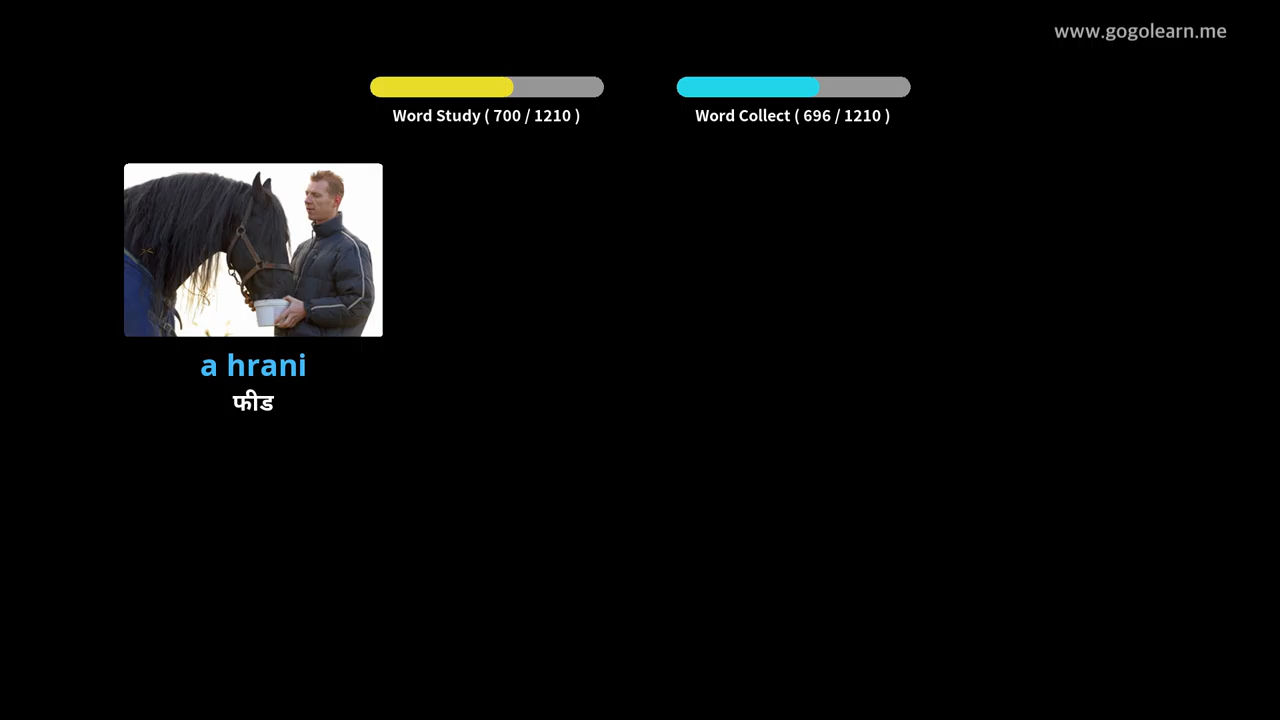 www.gogolearn.me
Word Study ( 700 / 1210 )
Word Collect ( 696 / 1210 )
a hrani
फीड